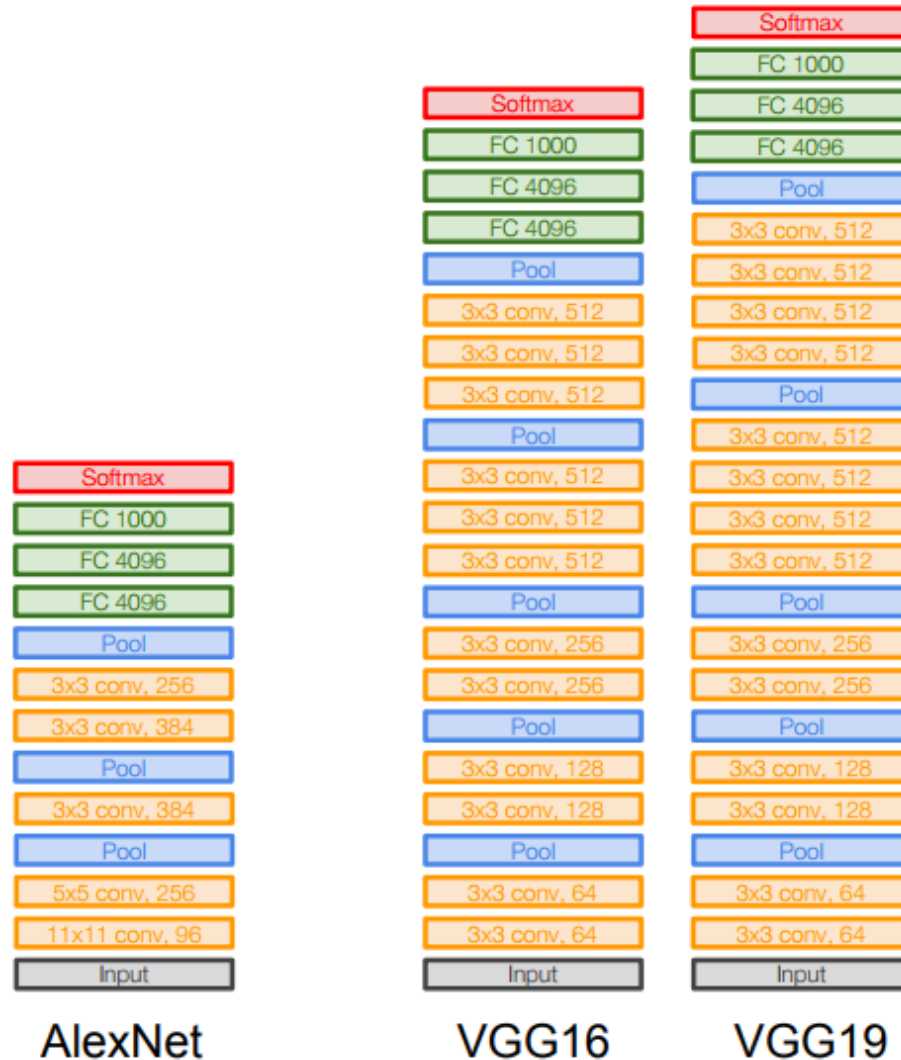 Softmax
FC 1000
FC 4096
FC 4096
Pool
3x3 conv, 256
3x3 conv, 384
Pool
3x3 conv, 384
Pool
5x5 conv, 256
11x11 conv, 96
Input
AlexNet
Softmax
FC 1000
FC 4096
FC 4096
Pool
3x3 conv, 512
3x3 conv, 512
3x3 conv, 512
Pool
3x3 conv, 512
3x3 conv, 512
3x3 conv, 512
Pool
3x3 conv, 256
3x3 conv, 256
Pool
3x3 conv, 128
3x3 conv, 128
Pool
3x3 conv, 64
3x3 conv, 64
Input
VGG16
Softmax
FC 1000
FC 4096
FC 4096
Pool
3x3 conv, 512
3x3 conv, 512
3x3 conv, 512
3x3 conv, 512
Pool
3x3 conv, 512
3x3 conv, 512
3x3 conv, 512
3x3 conv, 512
Pool
3x3 conv, 256
3x3 conv, 256
Pool
3x3 conv, 128
3x3 conv, 128
Pool
3x3 conv, 64
3x3 conv, 64
Input
VGG19